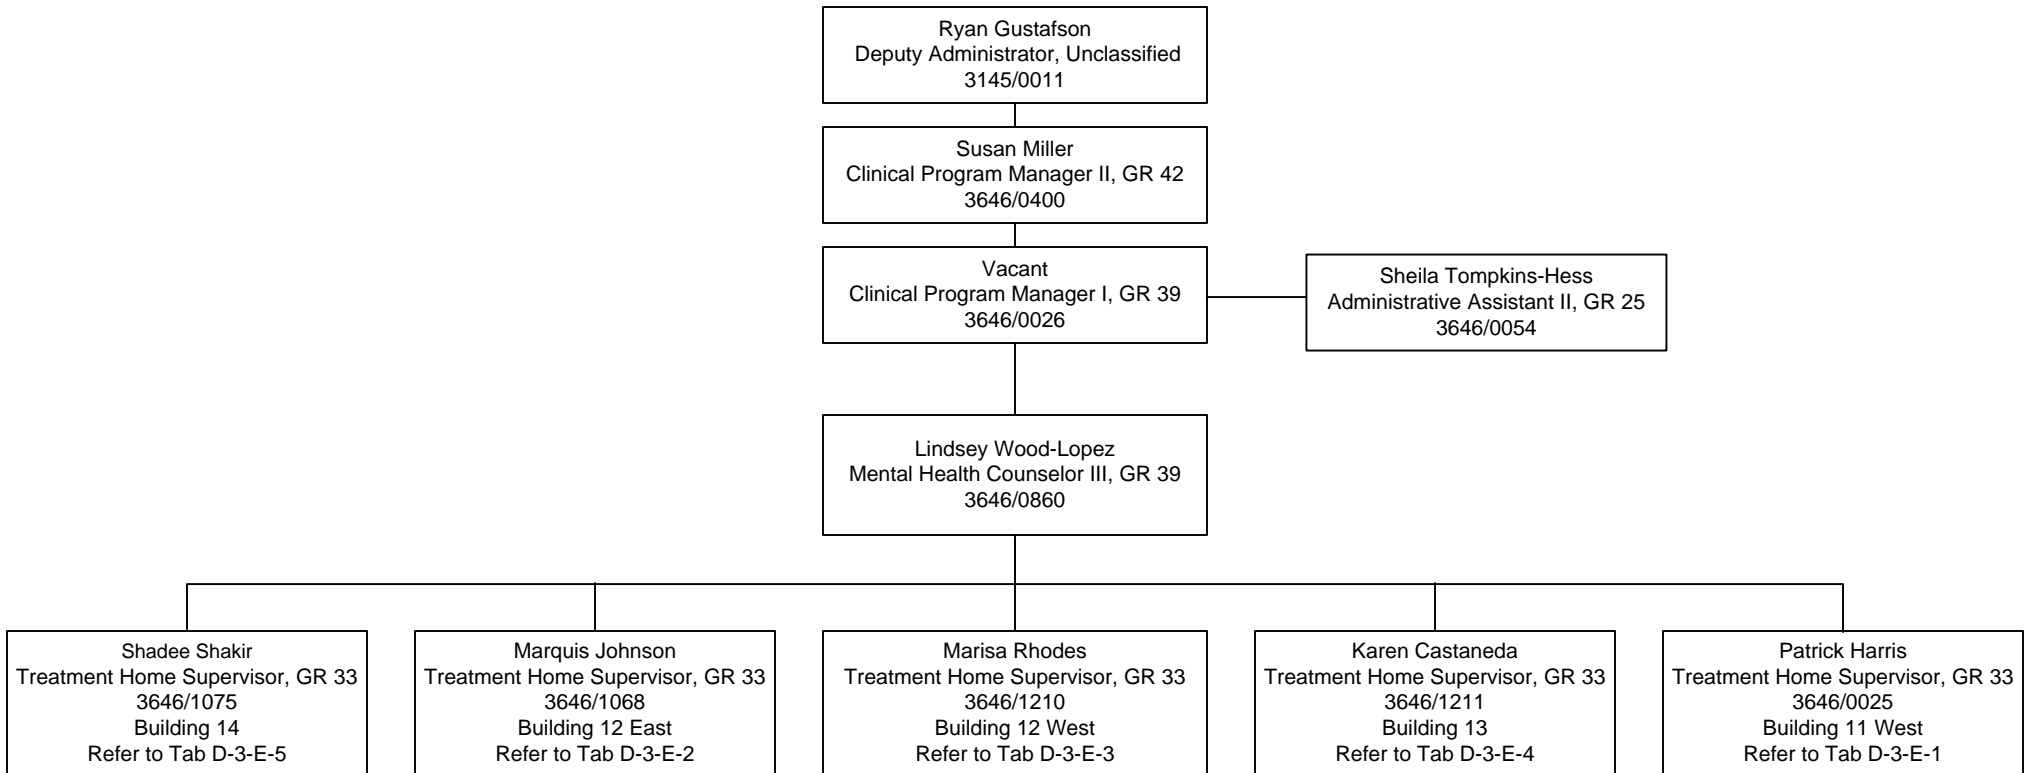 Ryan Gustafson
Deputy Administrator, Unclassified
3145/0011
Susan Miller
Clinical Program Manager II, GR 42
3646/0400
Vacant
Clinical Program Manager I, GR 39
3646/0026
Sheila Tompkins-Hess
Administrative Assistant II, GR 25
3646/0054
Lindsey Wood-Lopez
Mental Health Counselor III, GR 39
3646/0860
Shadee Shakir
Treatment Home Supervisor, GR 33
3646/1075
Building 14
Refer to Tab D-3-E-5
Marquis Johnson
Treatment Home Supervisor, GR 33
3646/1068
Building 12 East
Refer to Tab D-3-E-2
Marisa Rhodes
Treatment Home Supervisor, GR 33
3646/1210
Building 12 West
Refer to Tab D-3-E-3
Karen Castaneda
Treatment Home Supervisor, GR 33
3646/1211
Building 13
Refer to Tab D-3-E-4
Patrick Harris
Treatment Home Supervisor, GR 33
3646/0025
Building 11 West
Refer to Tab D-3-E-1